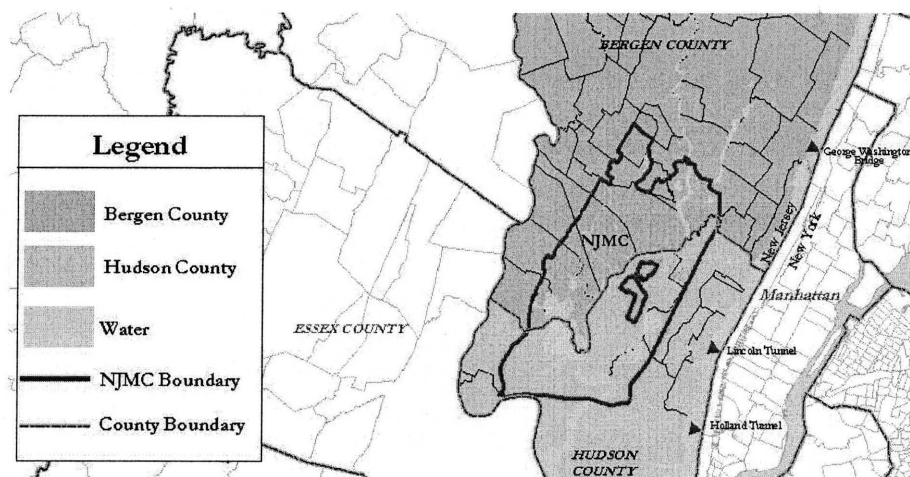 BERGEN COUNTY
Legend
Bergen County
Hudson County
Water
NJMC Boundary
County Boundary
George Washington
Bridge
NJMC
New Jersey
New York
Manhattan
ESSEX COUNTY
Lincoln Tunnel
Holland Tunnel
HUDSON
COUNTY